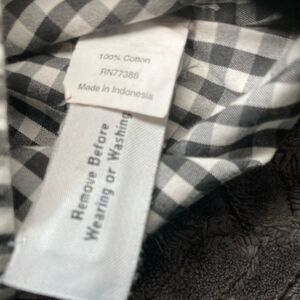 100% Cotton
RN77388
Made in Indonesia
Remove Before
Wearing or Washing